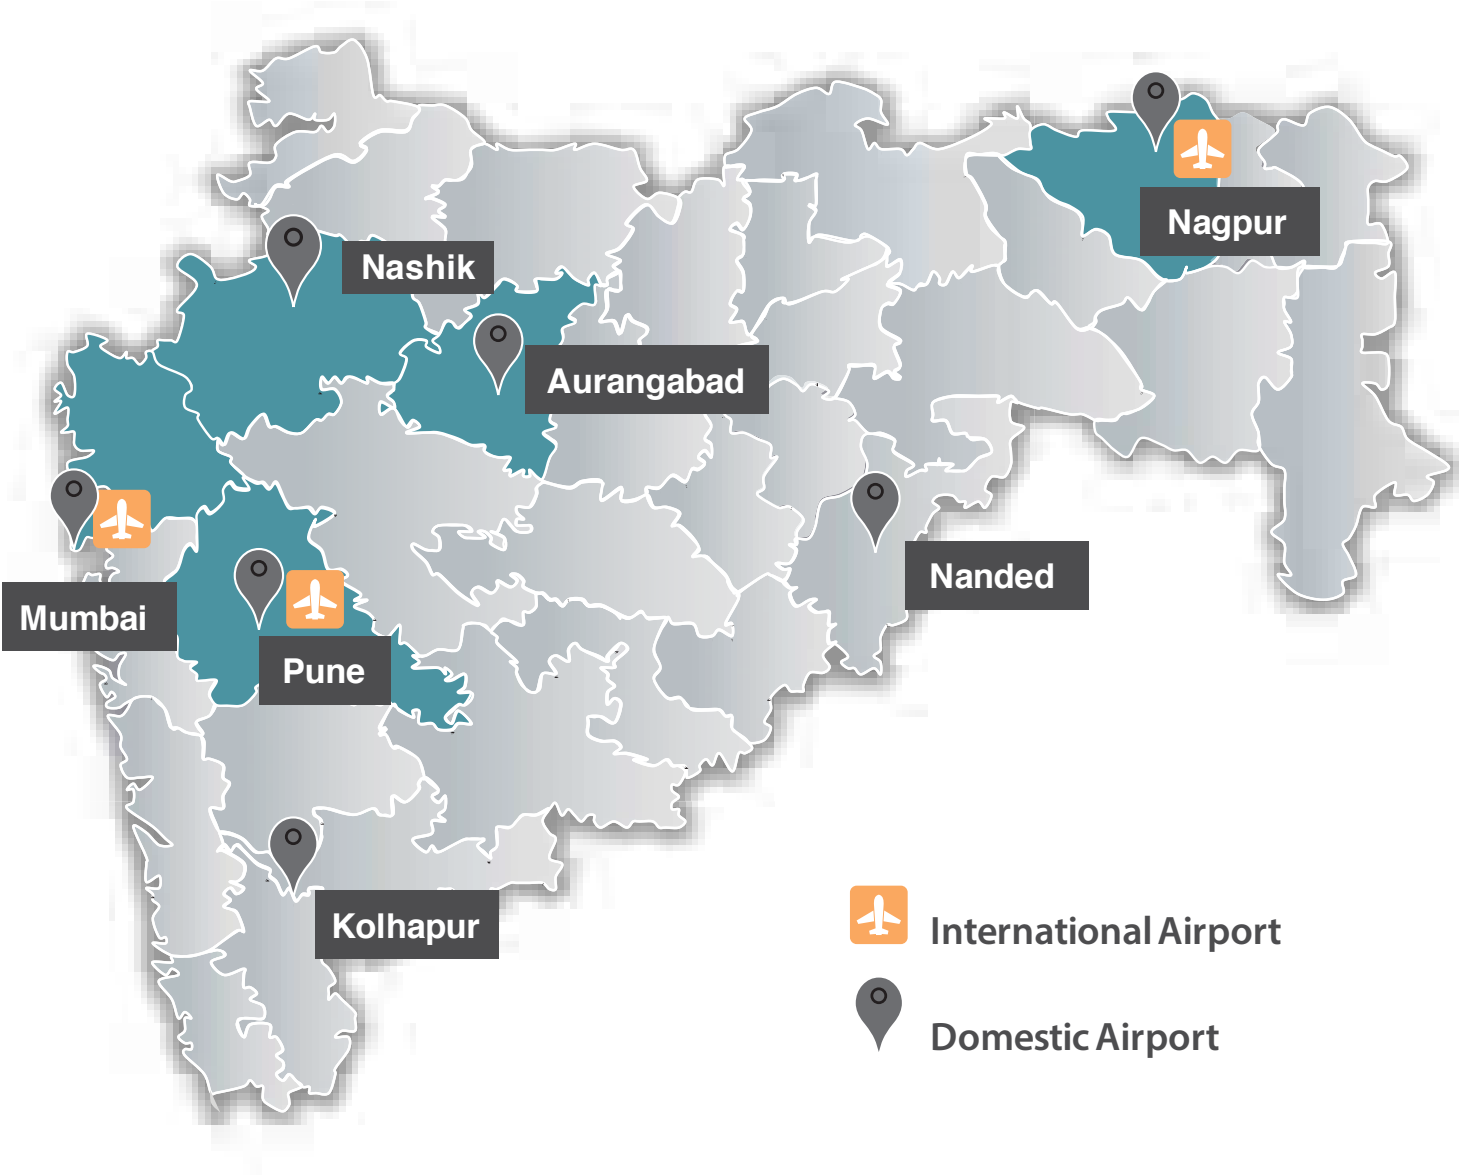 Nagpur
Nashik
Aurangabad
Nanded
Mumbai
Pune
Kolhapur
International Airport
Domestic Airport